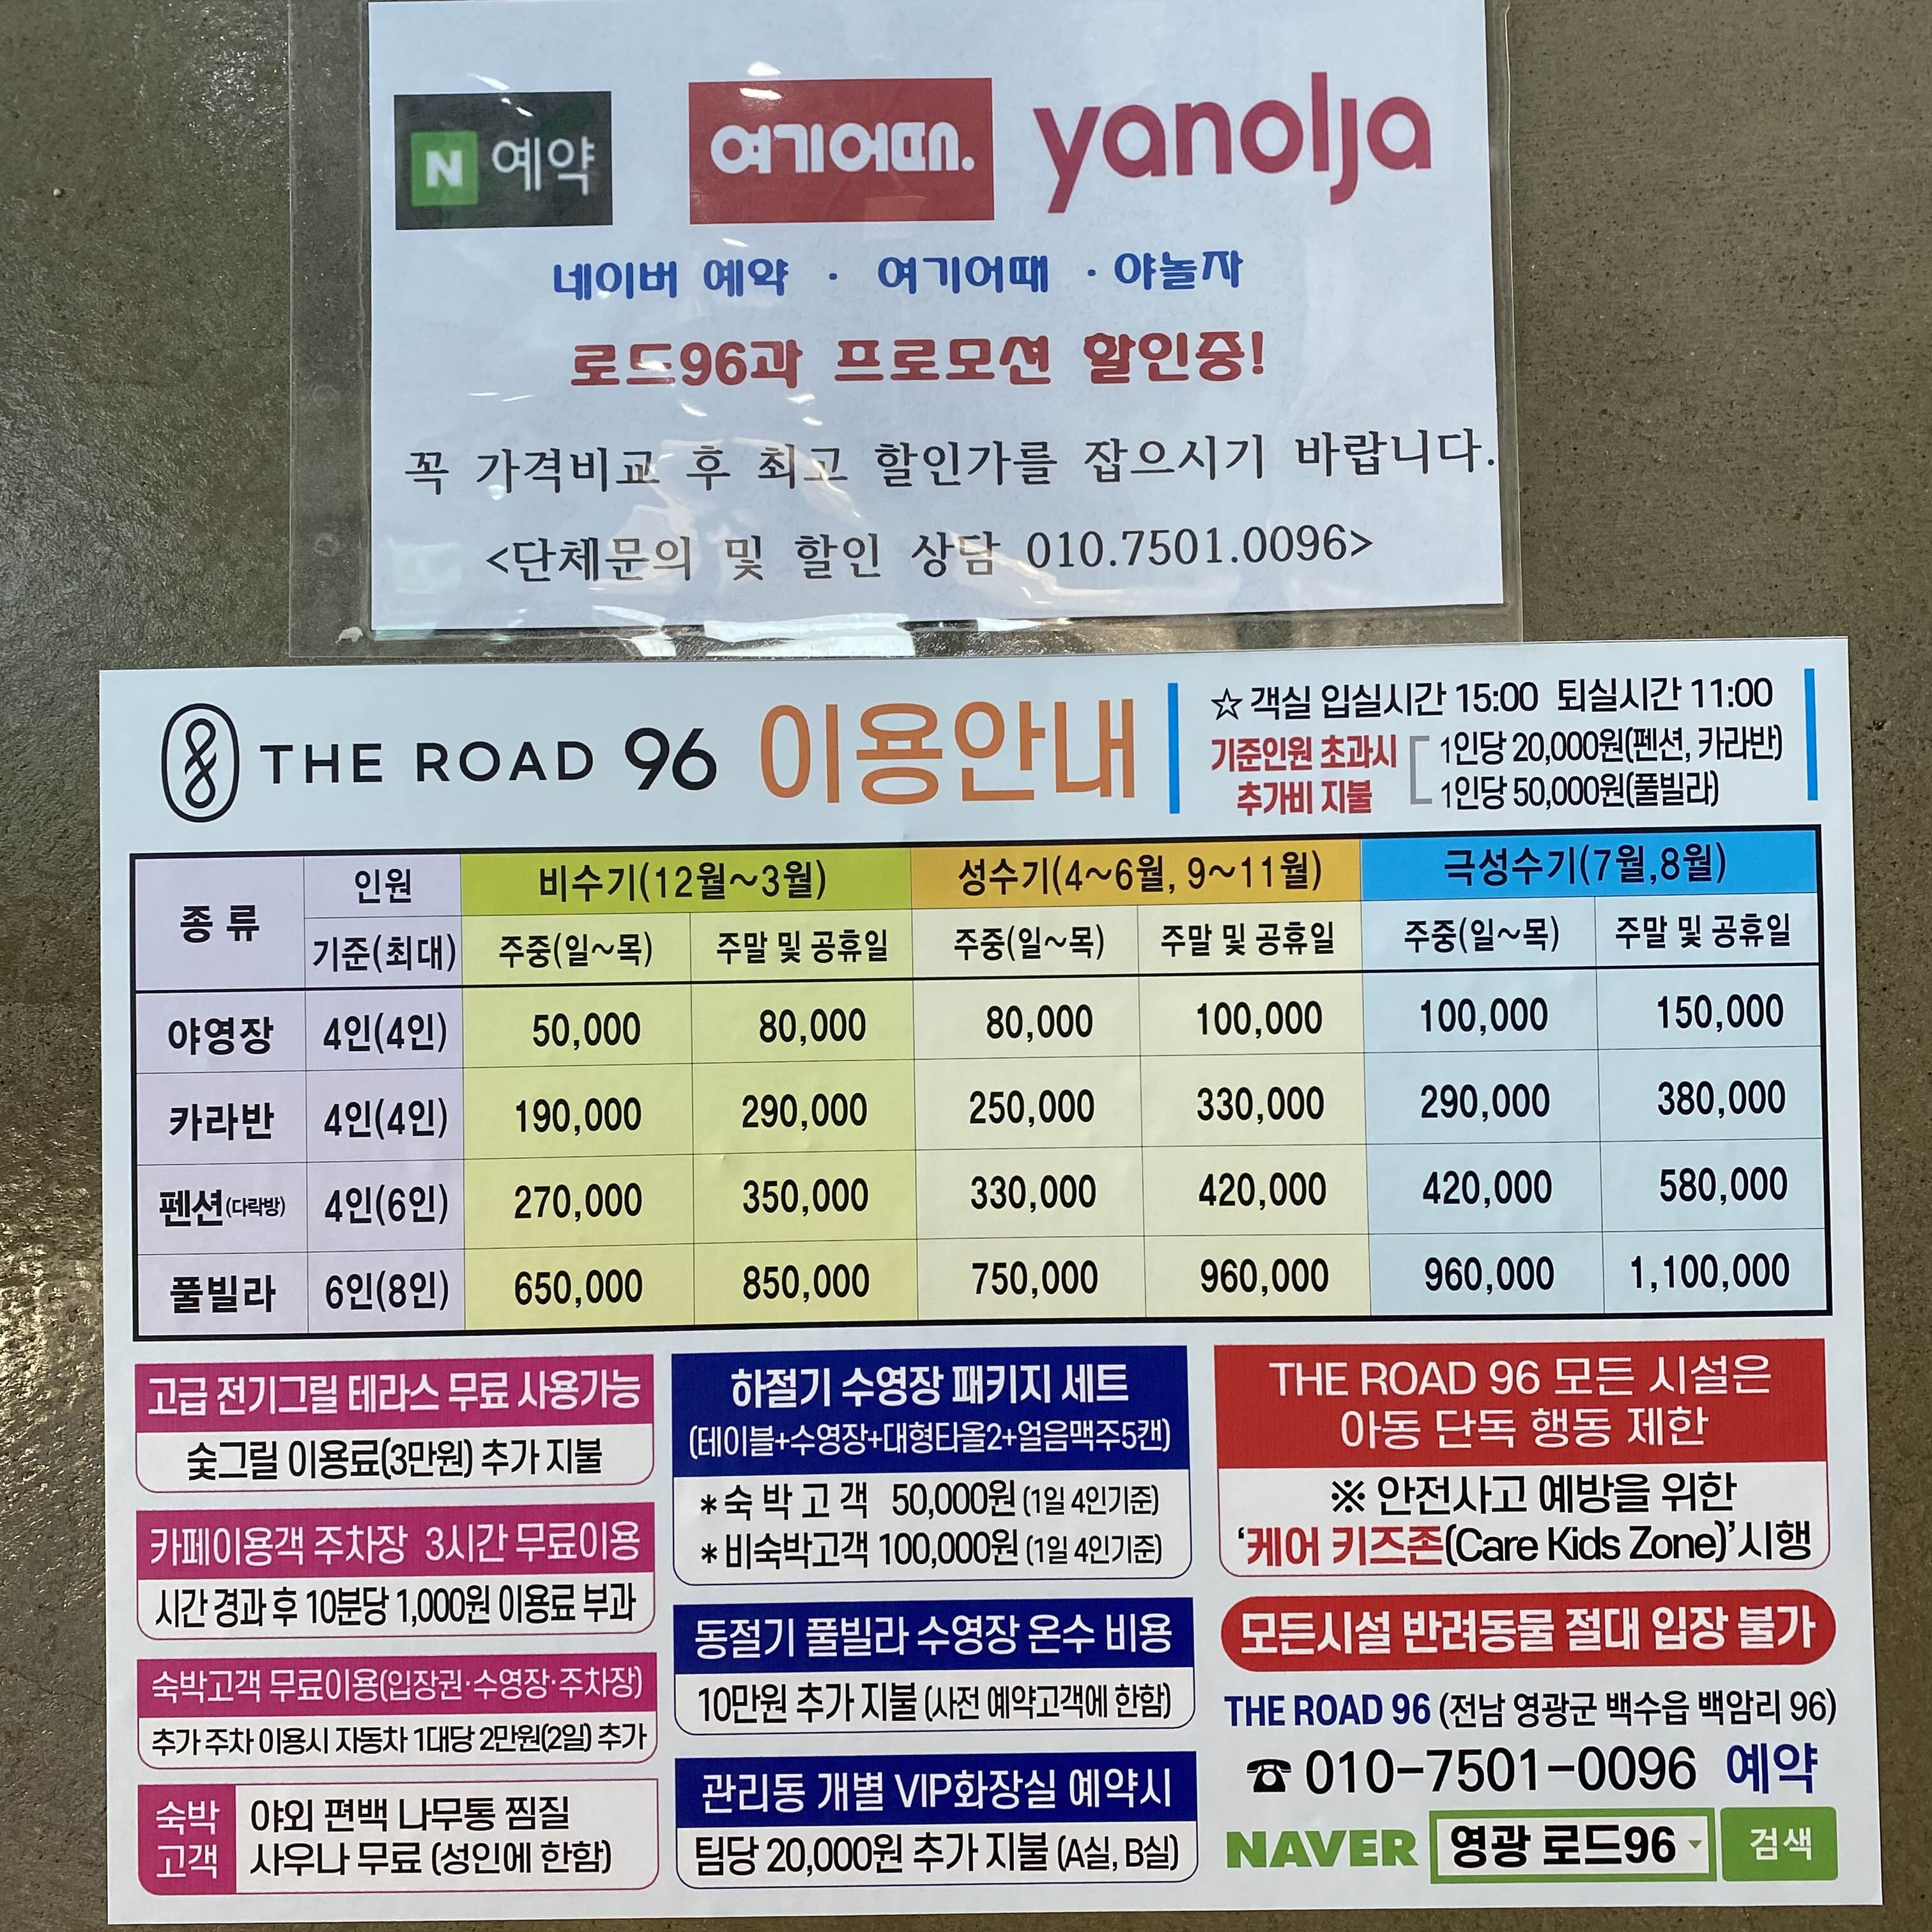 N 예약 여기어때. yanolja
네이버 예약 · 여기어때 · 야놀자
로드96과 프로모션 할인중!
꼭 가격비교 후 최고 할인가를 잡으시기 바랍니다.
<단체문의 및 할인 상담 010.7501.0096>
THE ROAD 96 이용안내
☆ 객실 입실시간 15:00 퇴실시간 11:00
기준인원 초과시 추가비 지불
1인당 20,000원(펜션, 카라반)
1인당 50,000원(풀빌라)
종 류 인원 비수기(12월~3월) 성수기(4~6월, 9~11월) 극성수기(7월,8월)
기준(최대) 주중(일~목) 주말 및 공휴일 주중(일~목) 주말 및 공휴일 주중(일~목) 주말 및 공휴일
야영장 4인(4인) 50,000 80,000 80,000 100,000 100,000 150,000
카라반 4인(4인) 190,000 290,000 250,000 330,000 290,000 380,000
펜션(다락방) 4인(6인) 270,000 350,000 330,000 420,000 420,000 580,000
풀빌라 6인(8인) 650,000 850,000 750,000 960,000 960,000 1,100,000
고급 전기그릴 테라스 무료 사용가능
숯그릴 이용료(3만원) 추가 지불
카페이용객 주차장 3시간 무료이용
시간 경과 후 10분당 1,000원 이용료 부과
숙박고객 무료이용(입장권·수영장·주차장)
추가 주차 이용시 자동차 1대당 2만원(2일) 추가
숙박
고객
야외 편백 나무통 찜질
사우나 무료 (성인에 한함)
하절기 수영장 패키지 세트
(테이블+수영장+대형타올2+얼음맥주5캔)
*숙 박 고 객 50,000원 (1일 4인기준)
*비숙박고객 100,000원 (1일 4인기준)
동절기 풀빌라 수영장 온수 비용
10만원 추가 지불 (사전 예약고객에 한함)
관리동 개별 VIP화장실 예약시
팀당 20,000원 추가 지불 (A실, B실)
THE ROAD 96 모든 시설은
아동 단독 행동 제한
※ 안전사고 예방을 위한
'케어 키즈존(Care Kids Zone)'시행
모든시설 반려동물 절대 입장 불가
THE ROAD 96 (전남 영광군 백수읍 백암리 96)
☎ 010-7501-0096 예약
NAVER 영광 로드96 검색